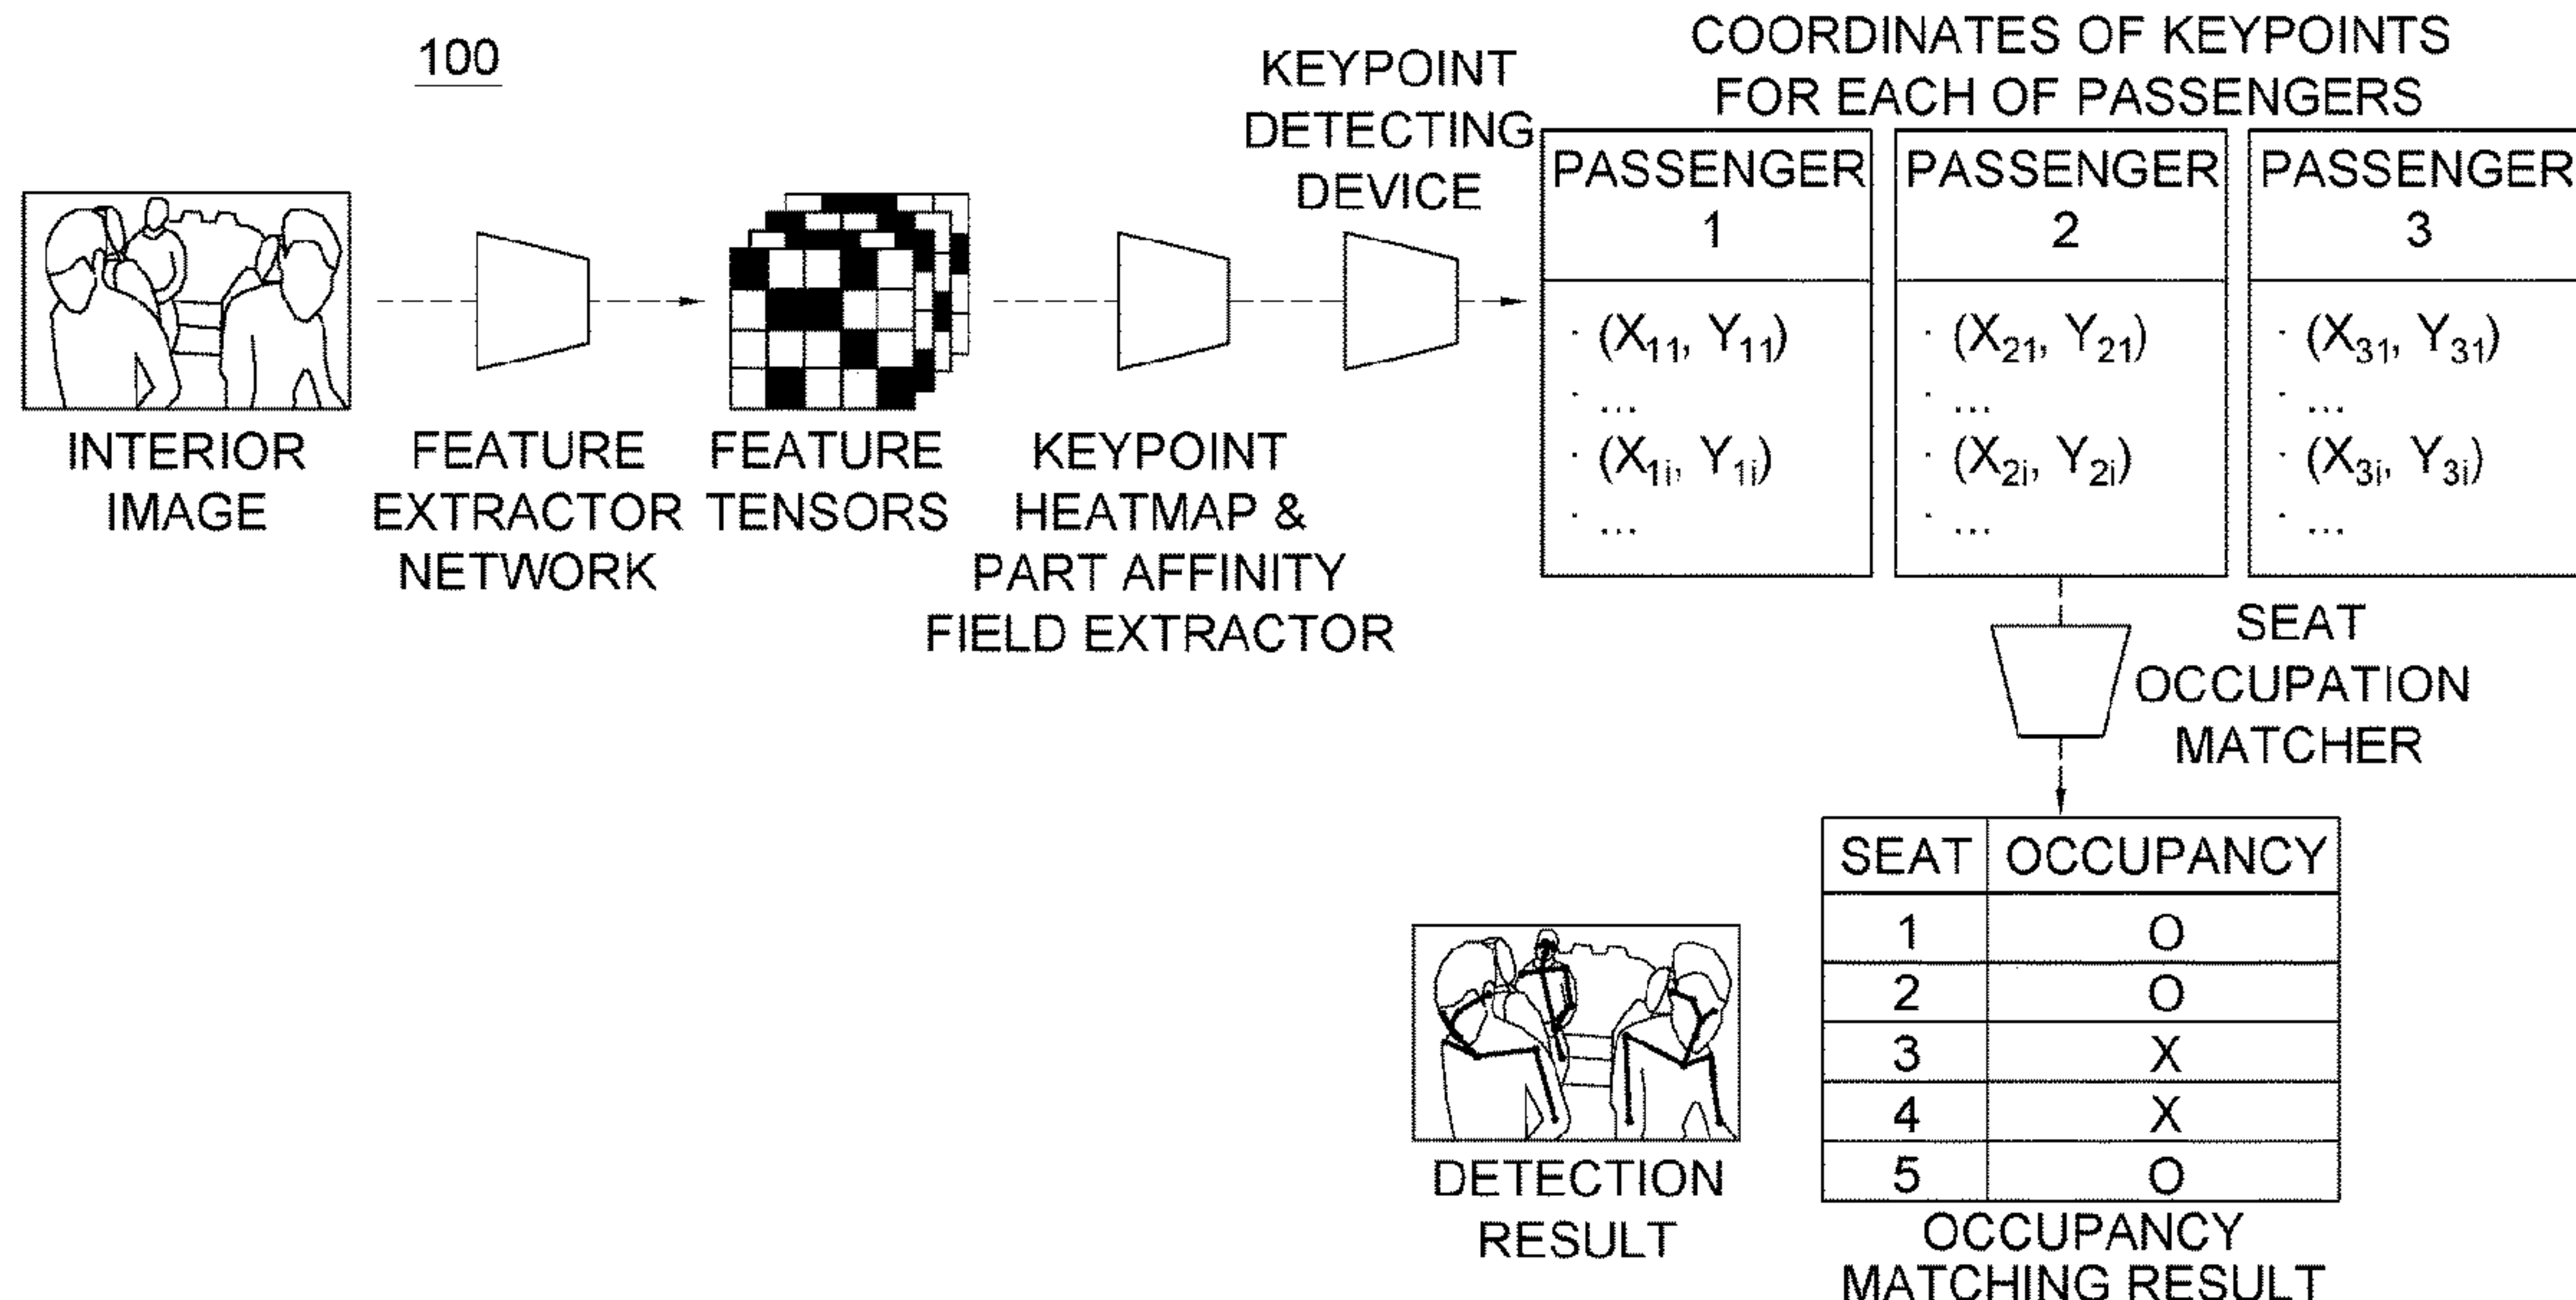 100
INTERIOR
IMAGE
FEATURE
EXTRACTOR
NETWORK
FEATURE
TENSORS
KEYPOINT
HEATMAP &
PART AFFINITY
FIELD EXTRACTOR
KEYPOINT
DETECTING
DEVICE
COORDINATES OF KEYPOINTS
FOR EACH OF PASSENGERS
PASSENGER
1
· (X11, Y11)
· ...
· (X1i, Y1i)
· ...
PASSENGER
2
· (X21, Y21)
· ...
· (X2i, Y2i)
· ...
PASSENGER
3
· (X31, Y31)
· ...
· (X3i, Y3i)
· ...
SEAT
OCCUPATION
MATCHER
SEAT OCCUPANCY
1 O
2 O
3 X
4 X
5 O
OCCUPANCY
MATCHING RESULT
DETECTION
RESULT